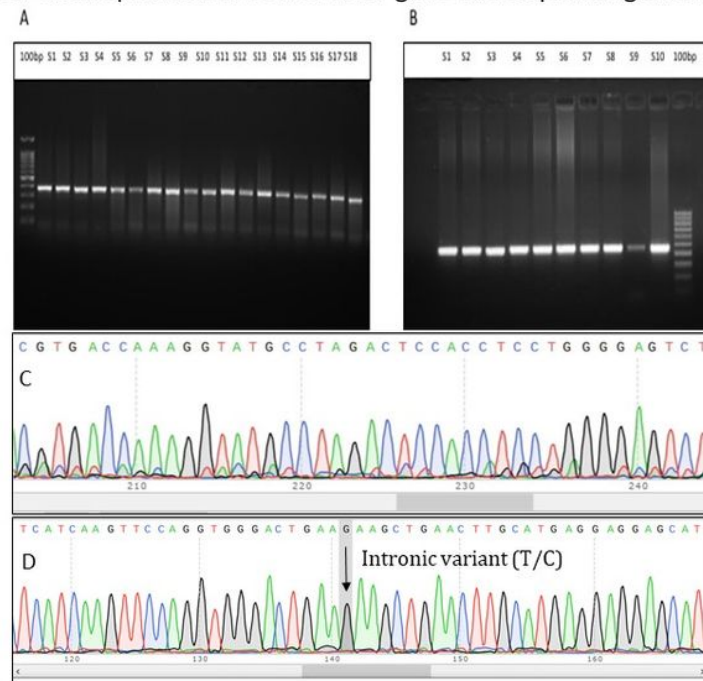 A
B
100bp S1 S2 S3 S4 S5 S6 S7 S8 S9 S10 S11 S12 S13 S14 S15 S16 S17 S18
S1 S2 S3 S4 S5 S6 S7 S8 S9 S10 100bp
C G T G A C C A A A G G T A T G C C T A G A C T C C A C C T C C T G G G G A G T C T
C
210 220 230 240
T C A T C A A G T T C C A G G T G G G A C T G A A G A A G C T G A A C T T G C A T G A G G A G G A G C A T
D
Intronic variant (T/C)
120 130 140 150 160